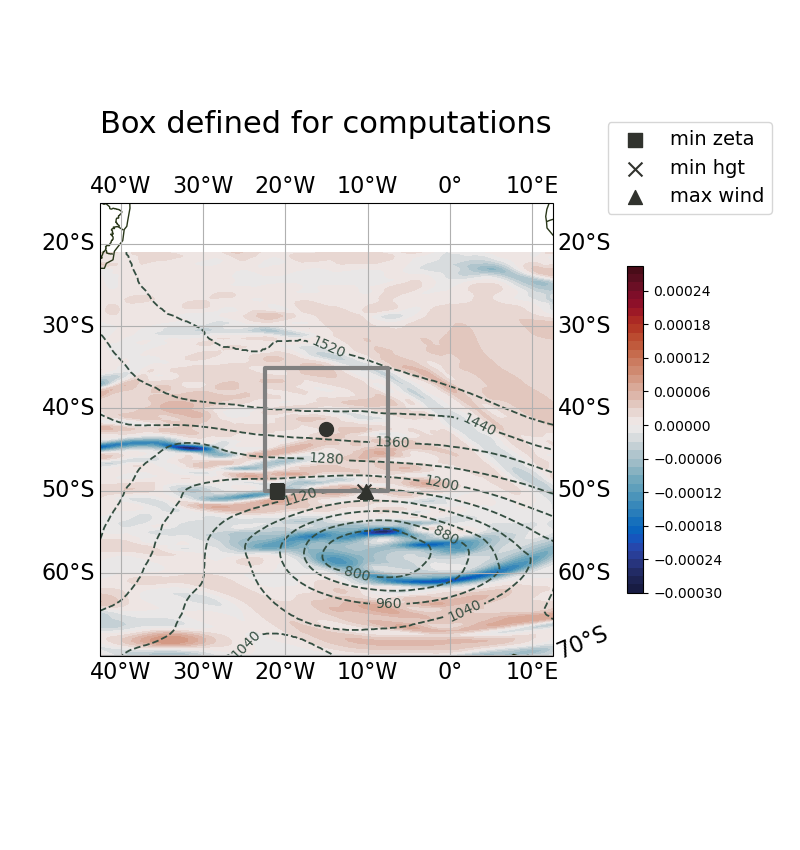 Box defined for computations
min zeta
min hgt
max wind
40°W 30°W 20°W 10°W 0° 10°E
20°S 20°S
30°S 30°S
40°S 40°S
50°S 50°S
60°S 60°S
70°S
1520
1440
1360
1280
1200
1120
880
800
960
1040
1040
40°W 30°W 20°W 10°W 0° 10°E
0.00024
0.00018
0.00012
0.00006
0.00000
−0.00006
−0.00012
−0.00018
−0.00024
−0.00030